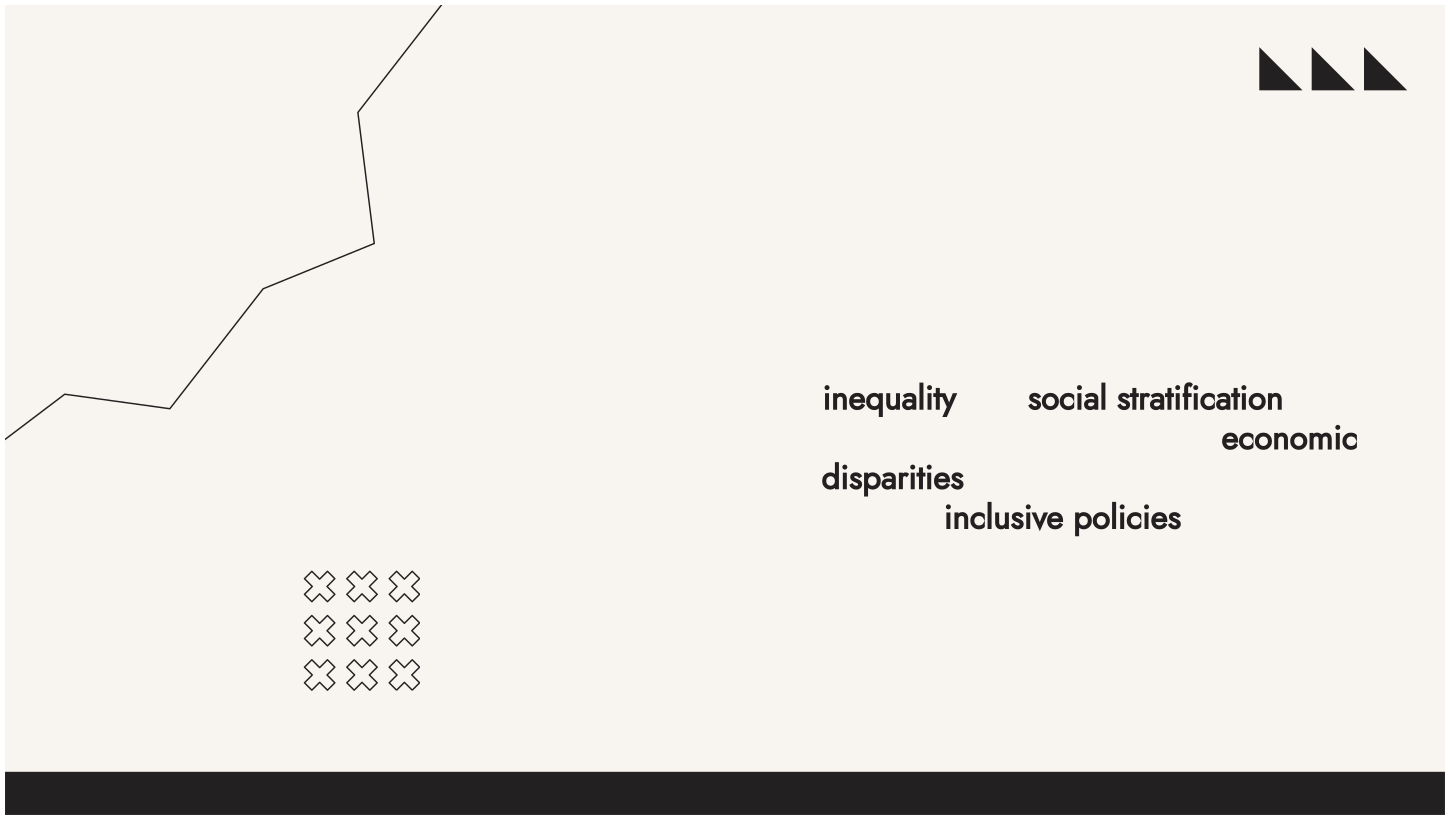 inequality social stratification
economic
disparities
inclusive policies